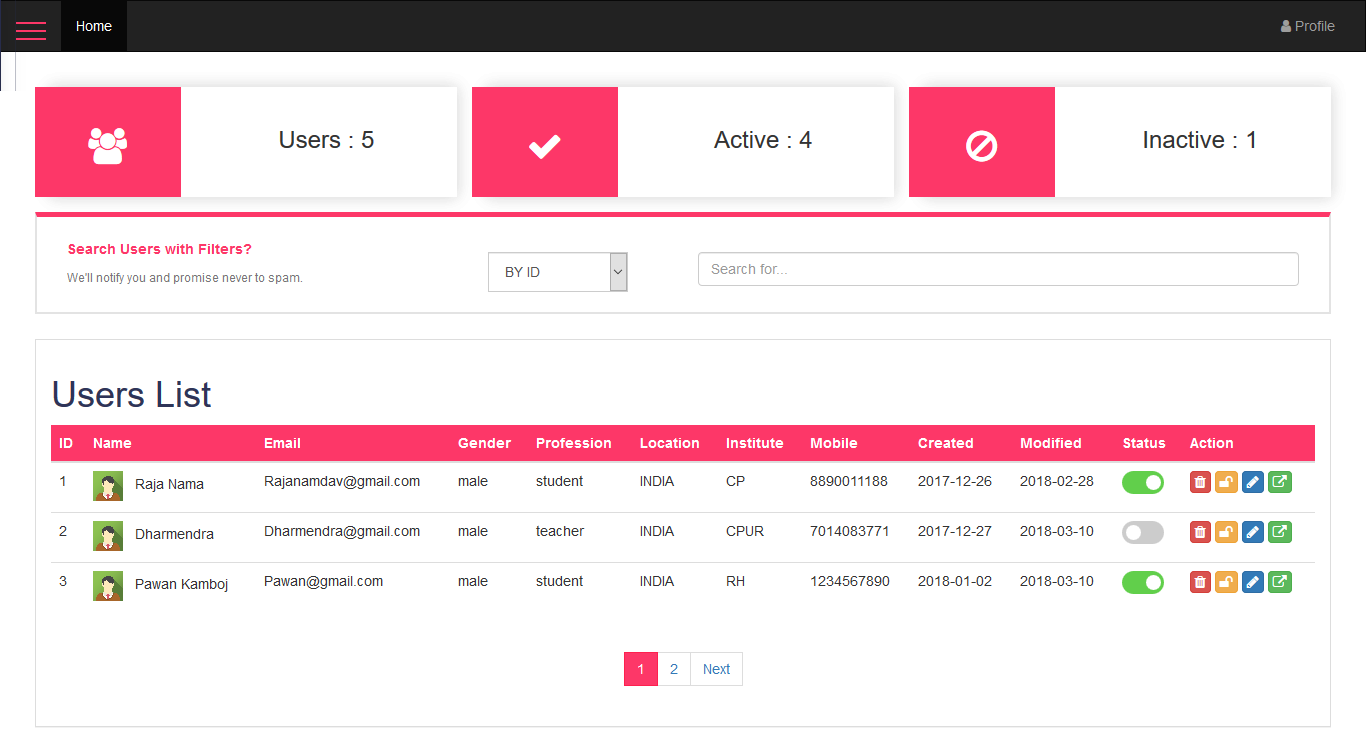 Home Profile
Users : 5 Active : 4 Inactive : 1
Search Users with Filters?
We'll notify you and promise never to spam.
BY ID
Search for...
Users List
ID Name Email Gender Profession Location Institute Mobile Created Modified Status Action
1 Raja Nama Rajanamdav@gmail.com male student INDIA CP 8890011188 2017-12-26 2018-02-28
2 Dharmendra Dharmendra@gmail.com male teacher INDIA CPUR 7014083771 2017-12-27 2018-03-10
3 Pawan Kamboj Pawan@gmail.com male student INDIA RH 1234567890 2018-01-02 2018-03-10
1 2 Next